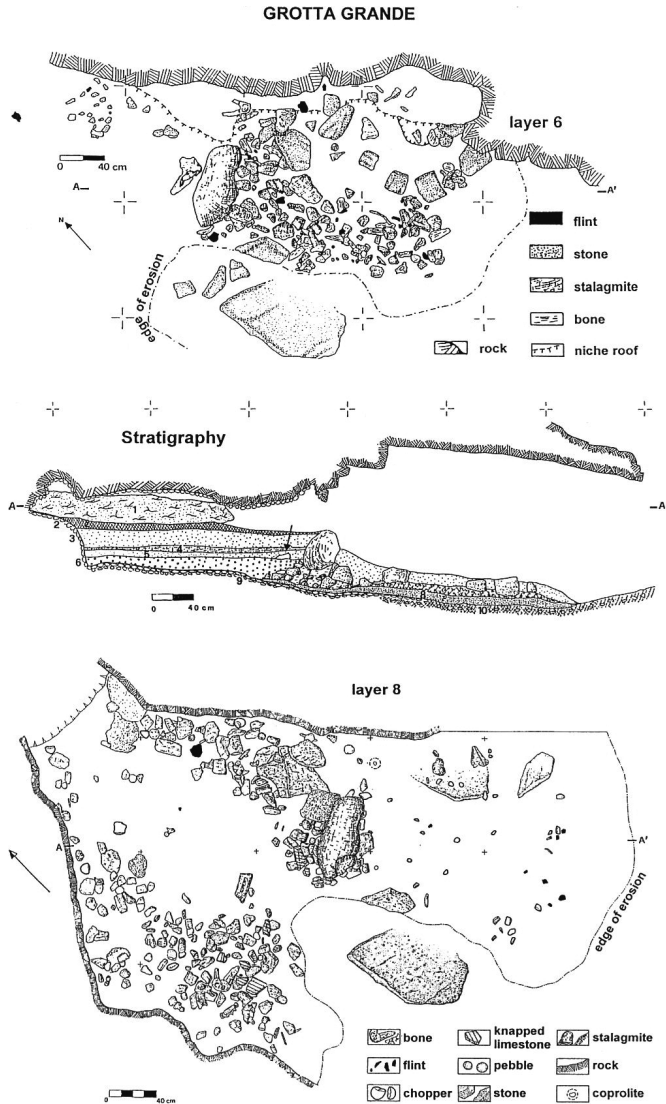 GROTTA GRANDE
layer 6
0 40 cm
A
A'
N
edge of erosion
flint
stone
stalagmite
bone
rock
niche roof
Stratigraphy
A
1
A
2
3
4
5
6
9
8
10
0 40 cm
layer 8
A
A'
edge of erosion
bone
knapped limestone
stalagmite
flint
pebble
rock
chopper
stone
coprolite
0 40 cm